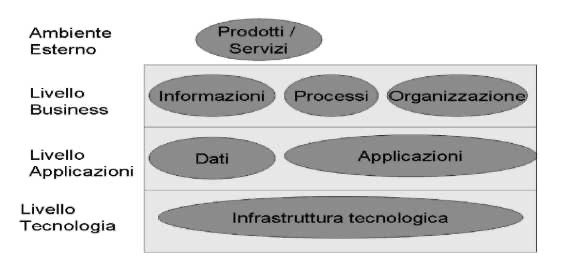 Ambiente
Esterno
Prodotti /
Servizi
Livello
Business
Informazioni
Processi
Organizzazione
Livello
Applicazioni
Dati
Applicazioni
Livello
Tecnologia
Infrastruttura tecnologica